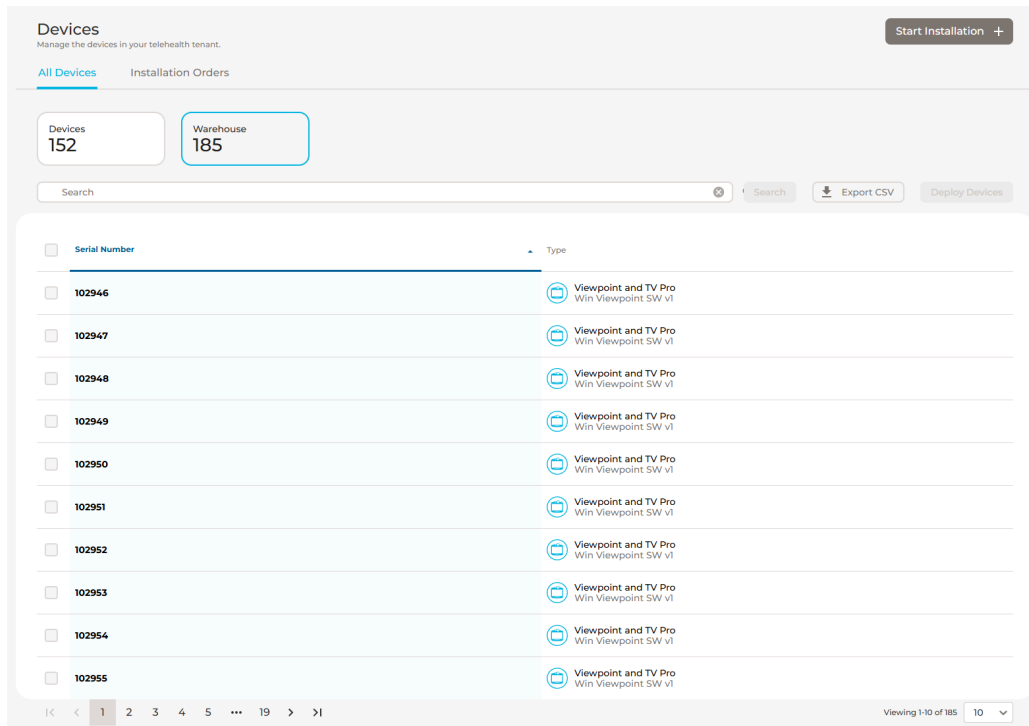 Devices
Manage the devices in your telehealth tenant.
Start Installation +
All Devices Installation Orders
Devices
152
Warehouse
185
Search
Search
Export CSV
Deploy Devices
Serial Number Type
102946 Viewpoint and TV Pro
Win Viewpoint SW v1
102947 Viewpoint and TV Pro
Win Viewpoint SW v1
102948 Viewpoint and TV Pro
Win Viewpoint SW v1
102949 Viewpoint and TV Pro
Win Viewpoint SW v1
102950 Viewpoint and TV Pro
Win Viewpoint SW v1
102951 Viewpoint and TV Pro
Win Viewpoint SW v1
102952 Viewpoint and TV Pro
Win Viewpoint SW v1
102953 Viewpoint and TV Pro
Win Viewpoint SW v1
102954 Viewpoint and TV Pro
Win Viewpoint SW v1
102955 Viewpoint and TV Pro
Win Viewpoint SW v1
1 2 3 4 5 ••• 19 Viewing 1-10 of 185 10